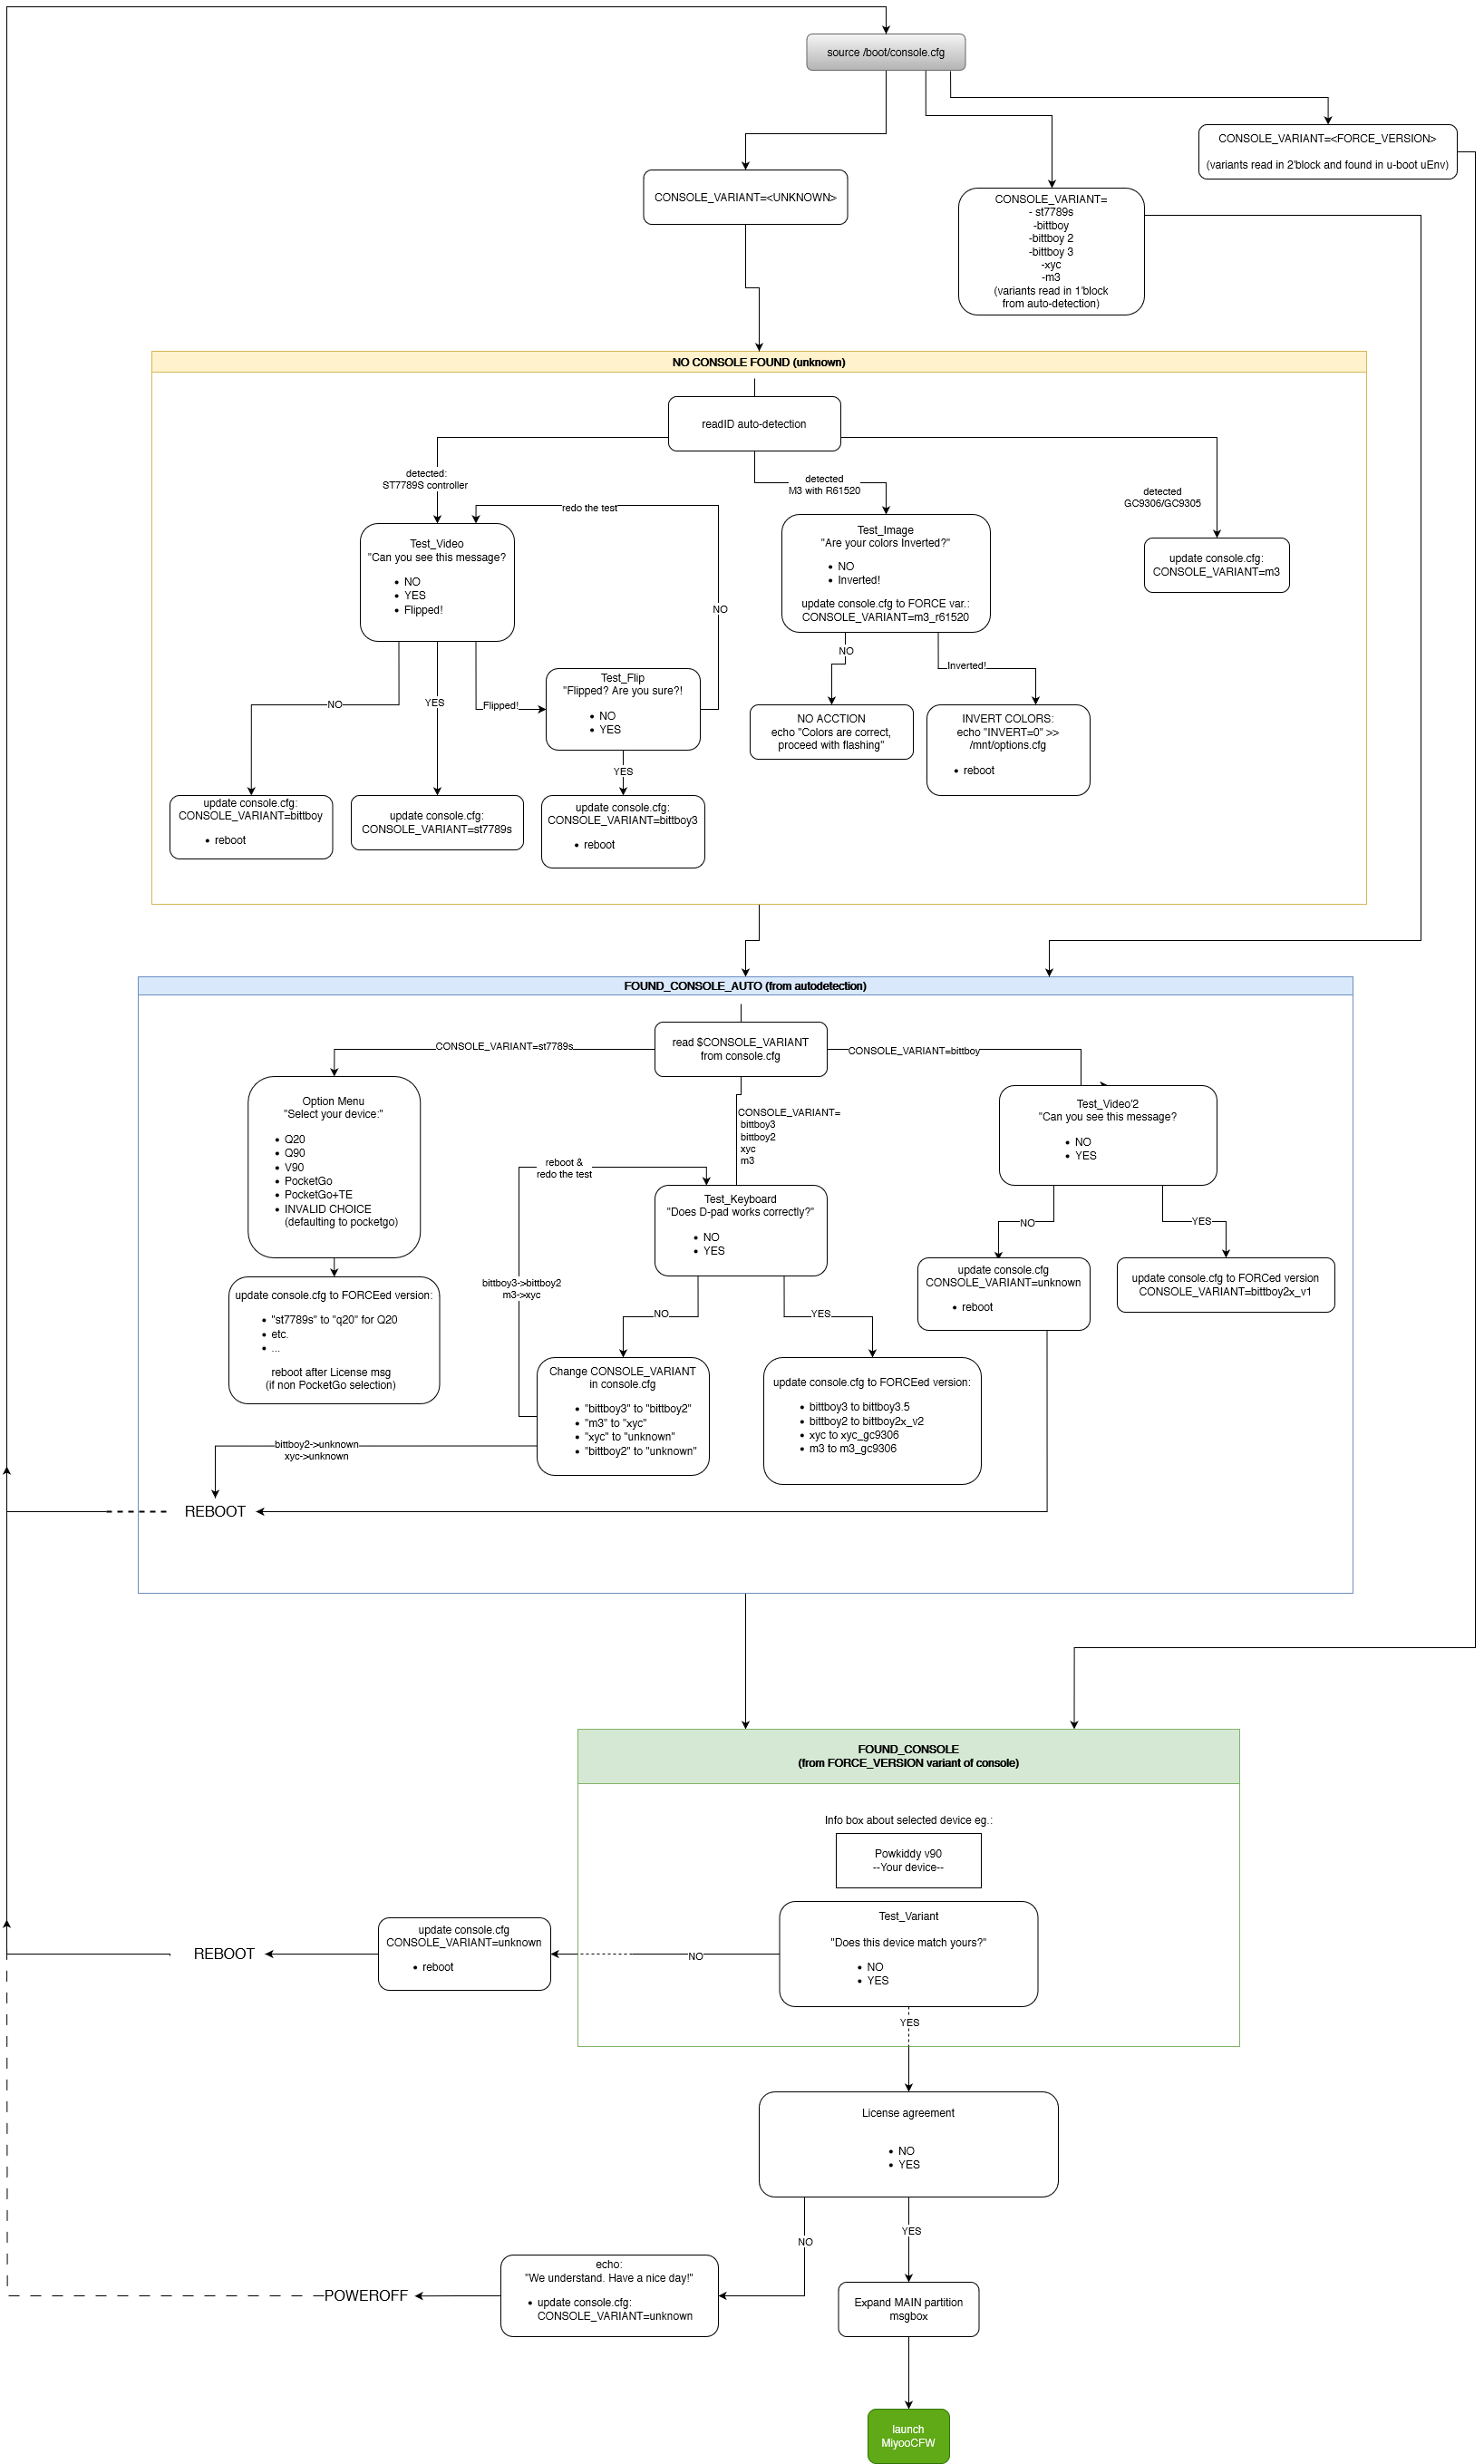 source /boot/console.cfg
CONSOLE_VARIANT=<FORCE_VERSION>
(variants read in 2'block and found in u-boot uEnv)
CONSOLE_VARIANT=<UNKNOWN>
CONSOLE_VARIANT=
- st7789s
-bittboy
-bittboy 2
-bittboy 3
-xyc
-m3
(variants read in 1'block
from auto-detection)
NO CONSOLE FOUND (unknown)
readID auto-detection
detected:
ST7789S controller
detected
M3 with R61520
detected
GC9306/GC9305
redo the test
Test_Video
"Can you see this message?
• NO
• YES
• Flipped!
Test_Image
"Are your colors Inverted?"
• NO
• Inverted!
update console.cfg to FORCE var.:
CONSOLE_VARIANT=m3_r61520
update console.cfg:
CONSOLE_VARIANT=m3
NO
NO
Inverted!
NO
YES
Flipped!
Test_Flip
"Flipped? Are you sure?!
• NO
• YES
NO ACCTION
echo "Colors are correct,
proceed with flashing"
INVERT COLORS:
echo "INVERT=0" >>
/mnt/options.cfg
• reboot
YES
update console.cfg:
CONSOLE_VARIANT=bittboy
• reboot
update console.cfg:
CONSOLE_VARIANT=st7789s
update console.cfg:
CONSOLE_VARIANT=bittboy3
• reboot
FOUND_CONSOLE_AUTO (from autodetection)
read $CONSOLE_VARIANT
from console.cfg
CONSOLE_VARIANT=st7789s
CONSOLE_VARIANT=bittboy
Option Menu
"Select your device:"
• Q20
• Q90
• V90
• PocketGo
• PocketGo+TE
• INVALID CHOICE
(defaulting to pocketgo)
CONSOLE_VARIANT=
bittboy3
bittboy2
xyc
m3
Test_Video'2
"Can you see this message?
• NO
• YES
reboot &
redo the test
Test_Keyboard
"Does D-pad works correctly?"
• NO
• YES
NO
YES
bittboy3->bittboy2
m3->xyc
update console.cfg
CONSOLE_VARIANT=unknown
• reboot
update console.cfg to FORCed version
CONSOLE_VARIANT=bittboy2x_v1
update console.cfg to FORCEed version:
• "st7789s" to "q20" for Q20
• etc.
• ...
reboot after License msg
(if non PocketGo selection)
NO
YES
Change CONSOLE_VARIANT
in console.cfg
• "bittboy3" to "bittboy2"
• "m3" to "xyc"
• "xyc" to "unknown"
• "bittboy2" to "unknown"
update console.cfg to FORCEed version:
• bittboy3 to bittboy3.5
• bittboy2 to bittboy2x_v2
• xyc to xyc_gc9306
• m3 to m3_gc9306
bittboy2->unknown
xyc->unknown
REBOOT
FOUND_CONSOLE
(from FORCE_VERSION variant of console)
Info box about selected device eg.:
Powkiddy v90
--Your device--
Test_Variant
"Does this device match yours?"
• NO
• YES
NO
update console.cfg
CONSOLE_VARIANT=unknown
• reboot
REBOOT
YES
License agreement
• NO
• YES
NO
YES
echo:
"We understand. Have a nice day!"
• update console.cfg:
CONSOLE_VARIANT=unknown
POWEROFF
Expand MAIN partition
msgbox
launch
MiyooCFW